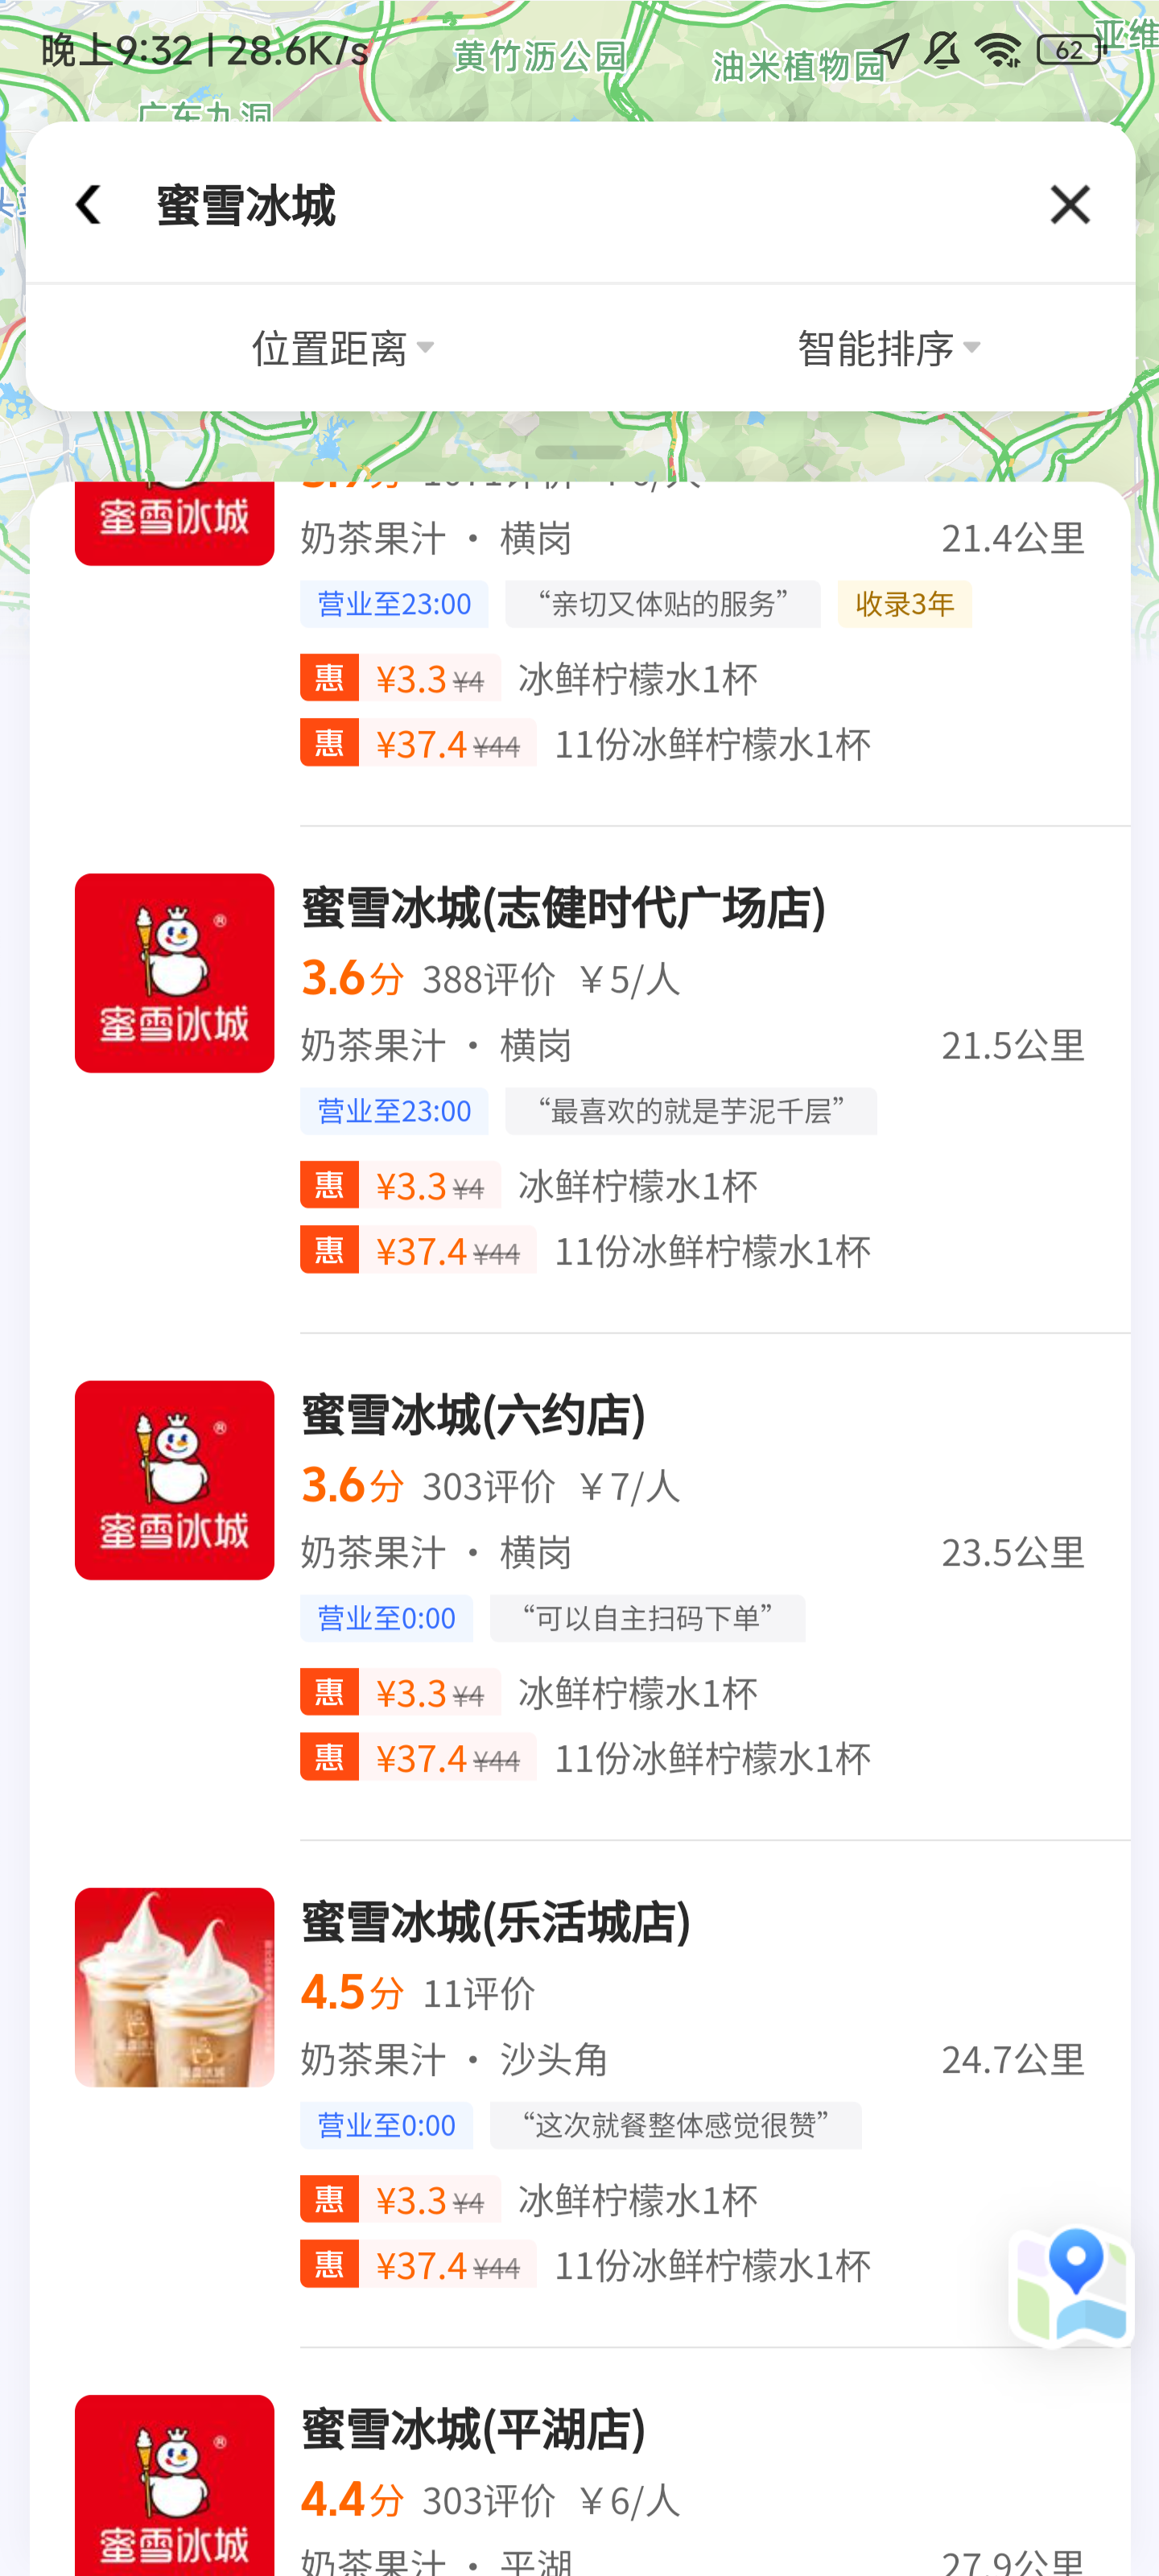 晚上9:32 | 28.6K/s
62
黄竹沥公园
油米植物园
亚维
广东九洞
蜜雪冰城
位置距离
智能排序
蜜雪冰城
奶茶果汁 · 横岗 21.4公里
营业至23:00 “亲切又体贴的服务” 收录3年
惠 ¥3.3 ¥4 冰鲜柠檬水1杯
惠 ¥37.4 ¥44 11份冰鲜柠檬水1杯
蜜雪冰城
蜜雪冰城(志健时代广场店)
3.6分 388评价 ¥5/人
奶茶果汁 · 横岗 21.5公里
营业至23:00 “最喜欢的就是芋泥千层”
惠 ¥3.3 ¥4 冰鲜柠檬水1杯
惠 ¥37.4 ¥44 11份冰鲜柠檬水1杯
蜜雪冰城
蜜雪冰城(六约店)
3.6分 303评价 ¥7/人
奶茶果汁 · 横岗 23.5公里
营业至0:00 “可以自主扫码下单”
惠 ¥3.3 ¥4 冰鲜柠檬水1杯
惠 ¥37.4 ¥44 11份冰鲜柠檬水1杯
蜜雪冰城(乐活城店)
4.5分 11评价
奶茶果汁 · 沙头角 24.7公里
营业至0:00 “这次就餐整体感觉很赞”
惠 ¥3.3 ¥4 冰鲜柠檬水1杯
惠 ¥37.4 ¥44 11份冰鲜柠檬水1杯
蜜雪冰城
蜜雪冰城(平湖店)
4.4分 303评价 ¥6/人
奶茶果汁 · 平湖 27.9公里